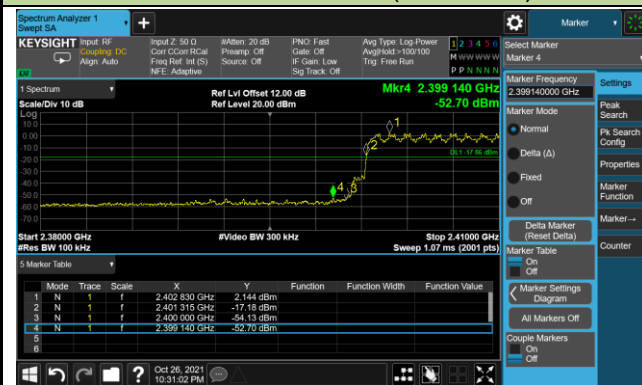 Spectrum Analyzer 1
Swept SA
Marker
KEYSIGHT
Input: RF
Coupling: DC
Align: Auto
Input Z: 50 Ω
Corr CCorr RCal
Freq Ref: Int (S)
NFE: Adaptive
#Atten: 20 dB
Preamp: Off
Source: Off
PNO: Fast
Gate: Off
IF Gain: Low
Sig Track: Off
Avg Type: Log-Power
Avg|Hold:>100/100
Trig: Free Run
1 2 3 4 5 6
M W W W W W
P P N N N N
LV
Select Marker
Marker 4
1 Spectrum
Scale/Div 10 dB
Ref Lvl Offset 12.00 dB
Ref Level 20.00 dBm
Mkr4 2.399 140 GHz
-52.70 dBm
Log
10.0
0.00
-10.0
-20.0
-30.0
-40.0
-50.0
-60.0
-70.0
1
2
3
4
DL1 -17.86 dBm
Start 2.38000 GHz
#Res BW 100 kHz
#Video BW 300 kHz
Stop 2.41000 GHz
Sweep 1.07 ms (2001 pts)
5 Marker Table
Mode Trace Scale X Y Function Function Width Function Value
1 N 1 f 2.402 830 GHz 2.144 dBm
2 N 1 f 2.401 315 GHz -17.18 dBm
3 N 1 f 2.400 000 GHz -54.13 dBm
4 N 1 f 2.399 140 GHz -52.70 dBm
5
6
Marker Frequency
2.399140000 GHz
Marker Mode
Normal
Delta (Δ)
Fixed
Off
Delta Marker
(Reset Delta)
Marker Table
On
Off
Marker Settings
Diagram
All Markers Off
Couple Markers
On
Off
Settings
Peak
Search
Pk Search
Config
Properties
Marker
Function
Marker→
Counter
Oct 26, 2021
10:31:02 PM